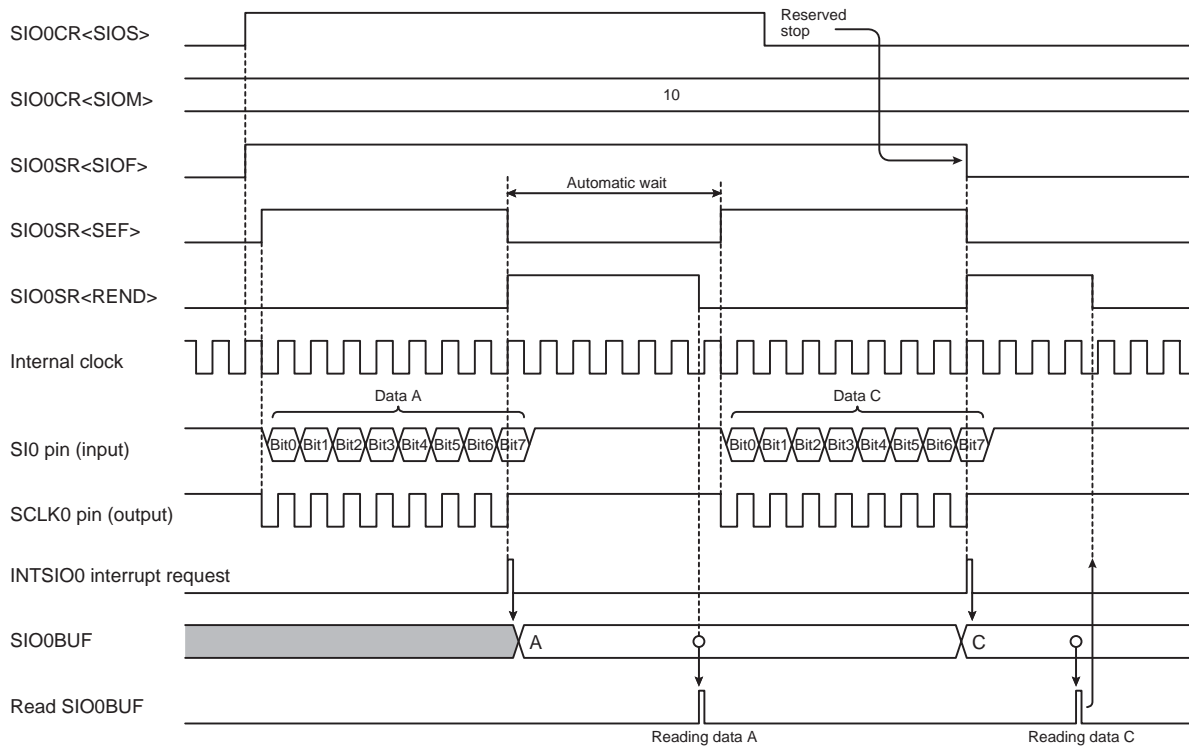 Reserved
stop
SIO0CR<SIOS>
SIO0CR<SIOM>
10
SIO0SR<SIOF>
Automatic wait
SIO0SR<SEF>
SIO0SR<REND>
Internal clock
Data A
Data C
SI0 pin (input)
Bit0 Bit1 Bit2 Bit3 Bit4 Bit5 Bit6 Bit7
Bit0 Bit1 Bit2 Bit3 Bit4 Bit5 Bit6 Bit7
SCLK0 pin (output)
INTSIO0 interrupt request
SIO0BUF
A
C
Read SIO0BUF
Reading data A
Reading data C